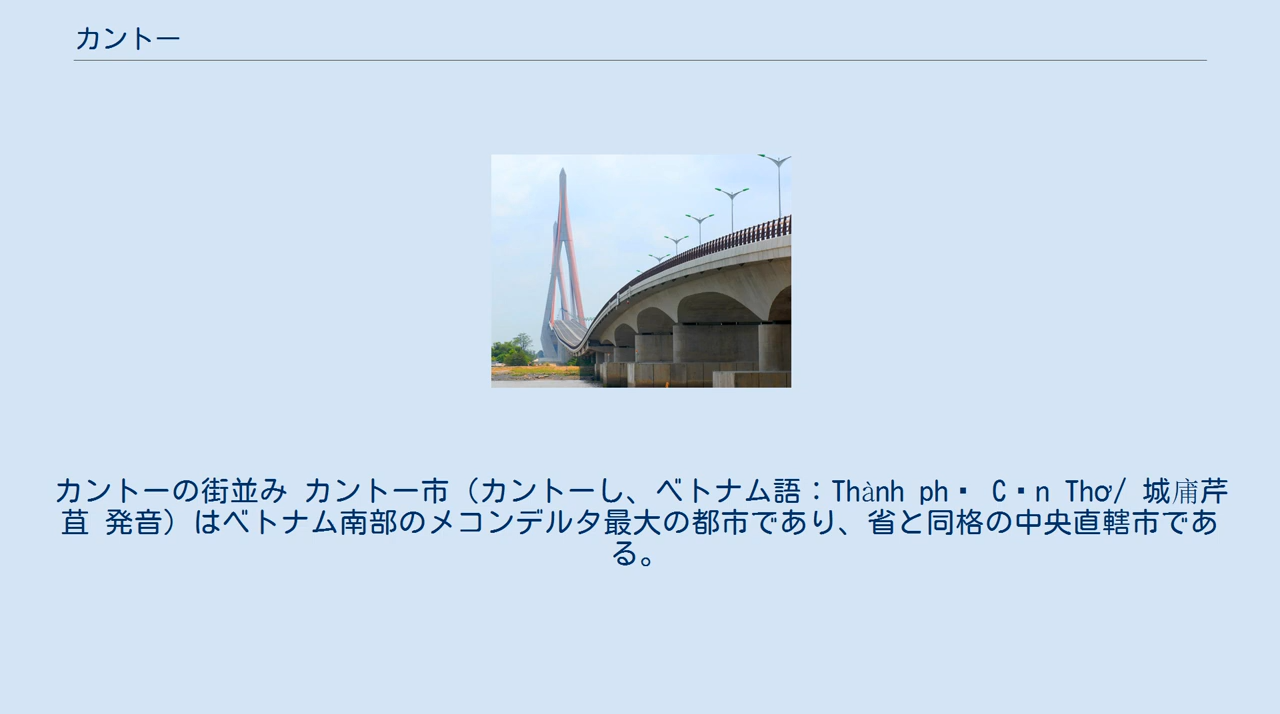 カントー
カントーの街並み カントー市（カントーし、ベトナム語：Thành ph▪ C▪n Thơ/ 城庯芹
苴 発音）はベトナム南部のメコンデルタ最大の都市であり、省と同格の中央直轄市であ
る。